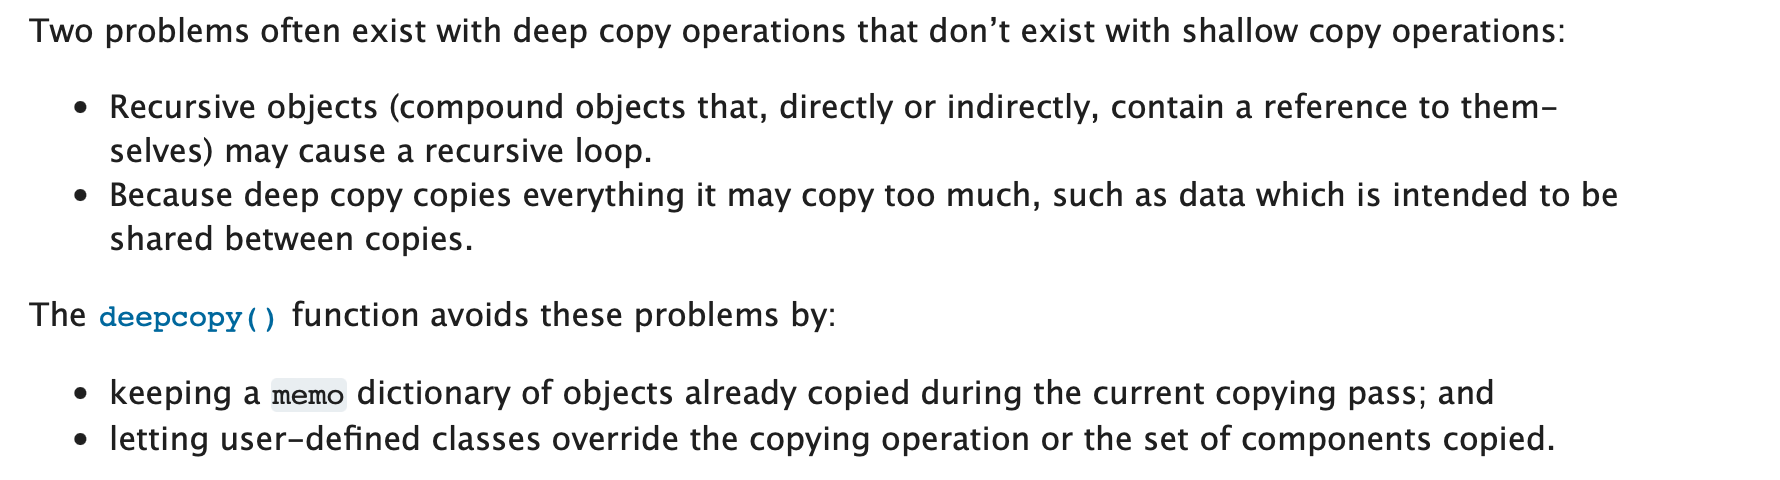 Two problems often exist with deep copy operations that don’t exist with shallow copy operations:
• Recursive objects (compound objects that, directly or indirectly, contain a reference to them-
selves) may cause a recursive loop.
• Because deep copy copies everything it may copy too much, such as data which is intended to be
shared between copies.
The deepcopy() function avoids these problems by:
• keeping a memo dictionary of objects already copied during the current copying pass; and
• letting user-defined classes override the copying operation or the set of components copied.